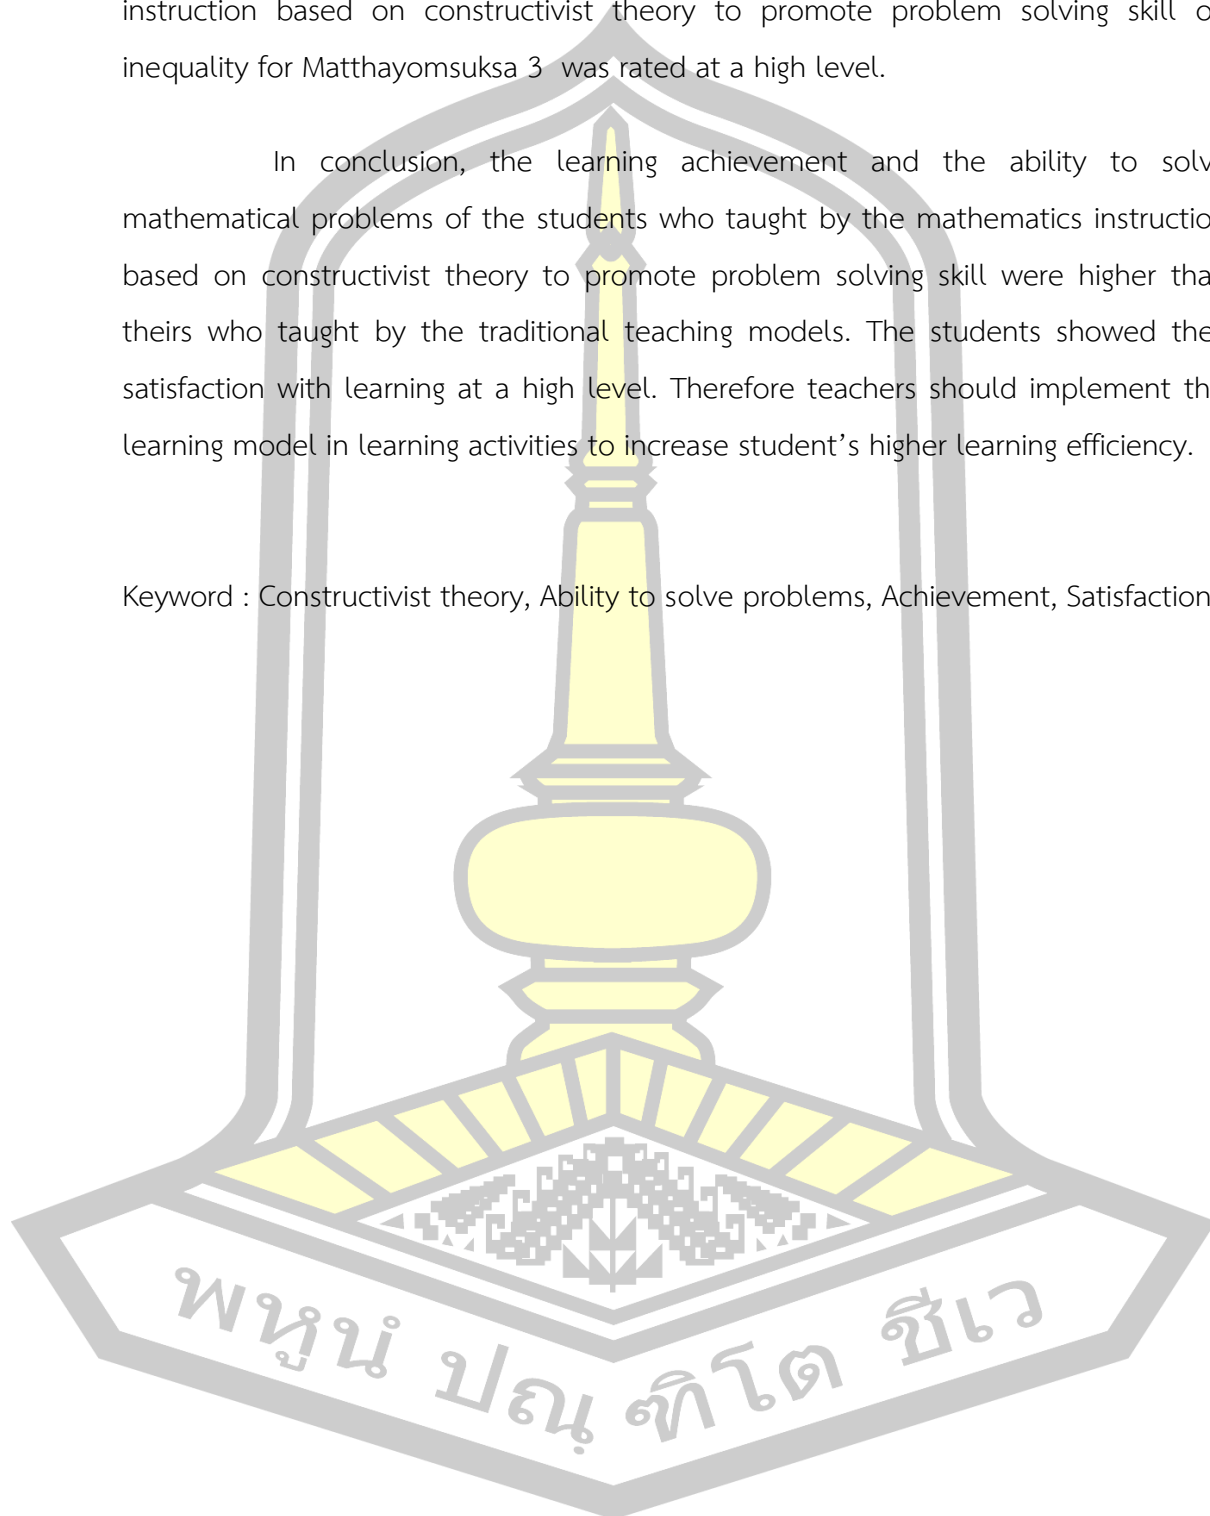 instruction based on constructivist theory to promote problem solving skill o
inequality for Matthayomsuksa 3 was rated at a high level.
In conclusion, the learning achievement and the ability to solv
mathematical problems of the students who taught by the mathematics instructio
based on constructivist theory to promote problem solving skill were higher tha
theirs who taught by the traditional teaching models. The students showed the
satisfaction with learning at a high level. Therefore teachers should implement th
learning model in learning activities to increase student’s higher learning efficiency.
Keyword : Constructivist theory, Ability to solve problems, Achievement, Satisfaction
พหูนํ ปณฺฑิโต ชีเว